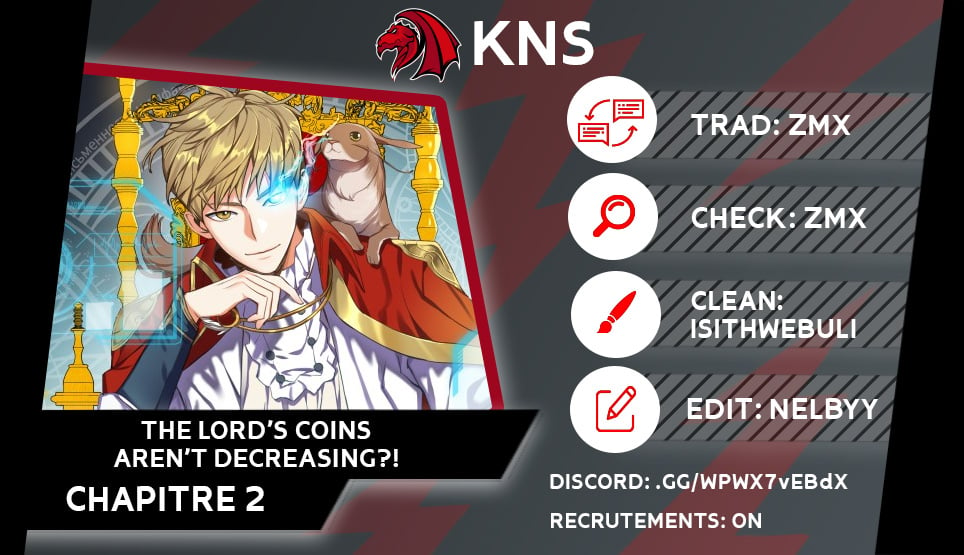 KNS
TRAD: ZMX
CHECK: ZMX
CLEAN:
ISITHWEBULI
EDIT: NELBYY
THE LORD'S COINS
AREN'T DECREASING?!
CHAPITRE 2
DISCORD: .GG/WPWX7vEBdX
RECRUTEMENTS: ON